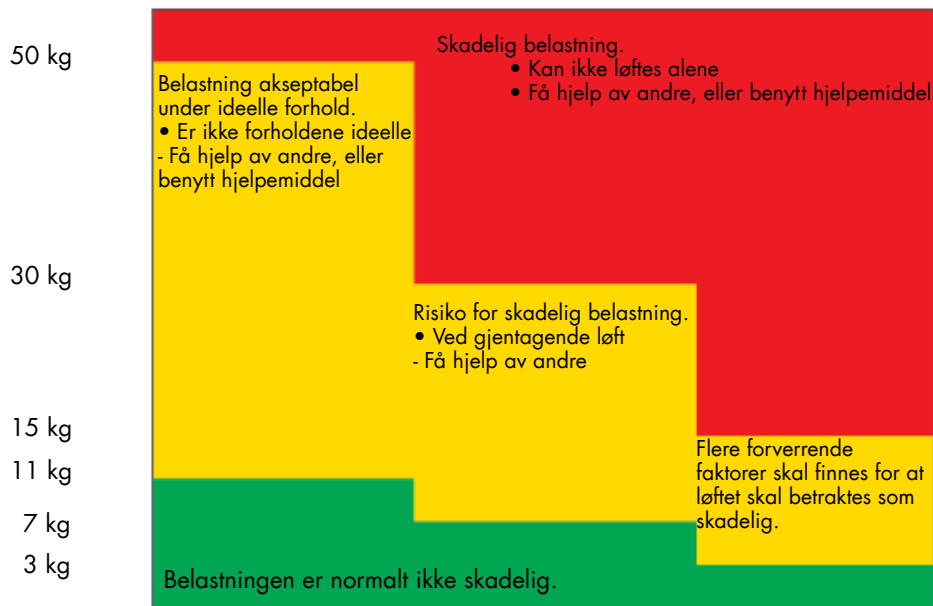 50 kg
30 kg
15 kg
11 kg
7 kg
3 kg
Belastning akseptabel
under ideelle forhold.
• Er ikke forholdene ideelle
- Få hjelp av andre, eller
benytt hjelpemiddel
Skadelig belastning.
• Kan ikke løftes alene
• Få hjelp av andre, eller benytt hjelpemiddel
Risiko for skadelig belastning.
• Ved gjentagende løft
- Få hjelp av andre
Flere forverrende
faktorer skal finnes for at
løftet skal betraktes som
skadelig.
Belastningen er normalt ikke skadelig.